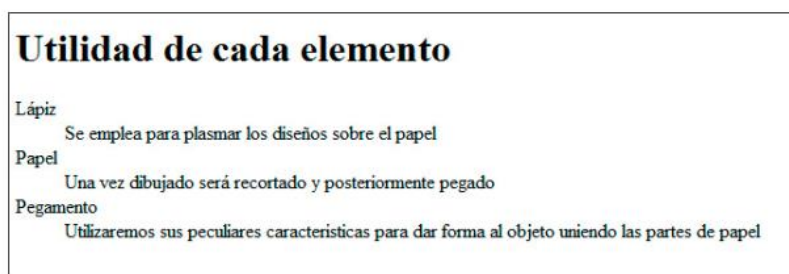 Utilidad de cada elemento
Lápiz
Se emplea para plasmar los diseños sobre el papel
Papel
Una vez dibujado será recortado y posteriormente pegado
Pegamento
Utilizaremos sus peculiares caracteristicas para dar forma al objeto uniendo las partes de papel